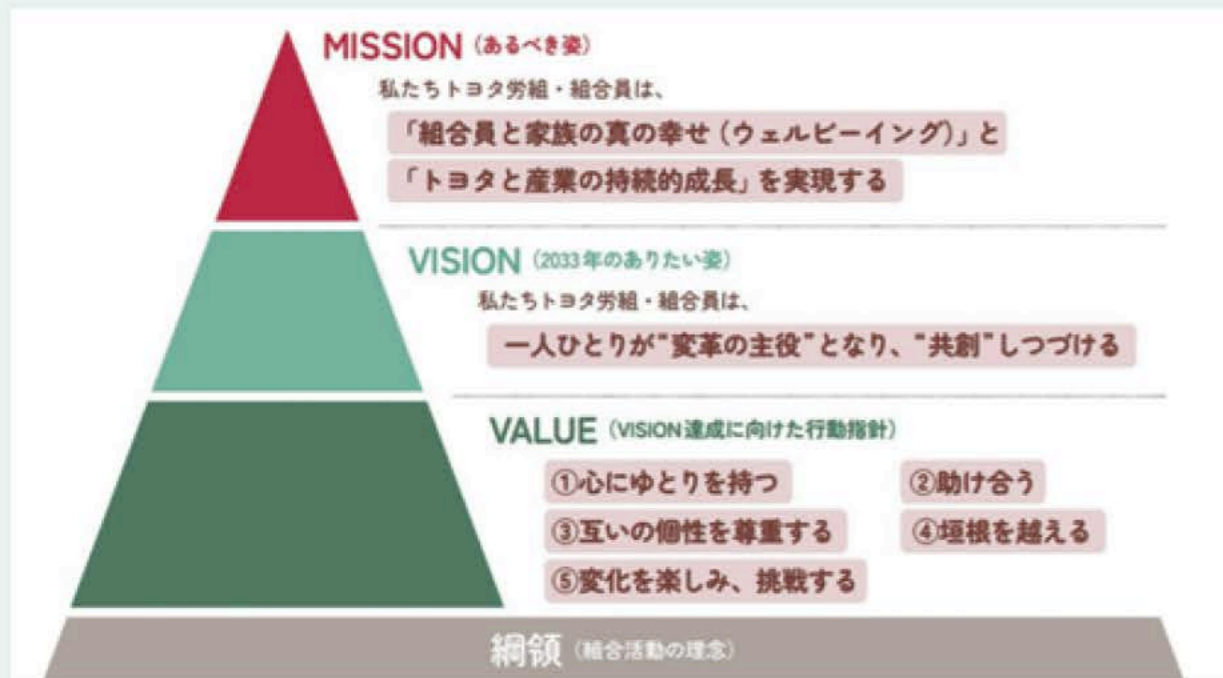 MISSION（あるべき姿）
私たちトヨタ労組・組合員は、
「組合員と家族の真の幸せ（ウェルビーイング）」と
「トヨタと産業の持続的成長」を実現する
VISION（2033年のありたい姿）
私たちトヨタ労組・組合員は、
一人ひとりが“変革の主役”となり、“共創”しつづける
VALUE（VISION達成に向けた行動指針）
①心にゆとりを持つ ②助け合う
③互いの個性を尊重する ④垣根を越える
⑤変化を楽しみ、挑戦する
綱領（組合活動の理念）